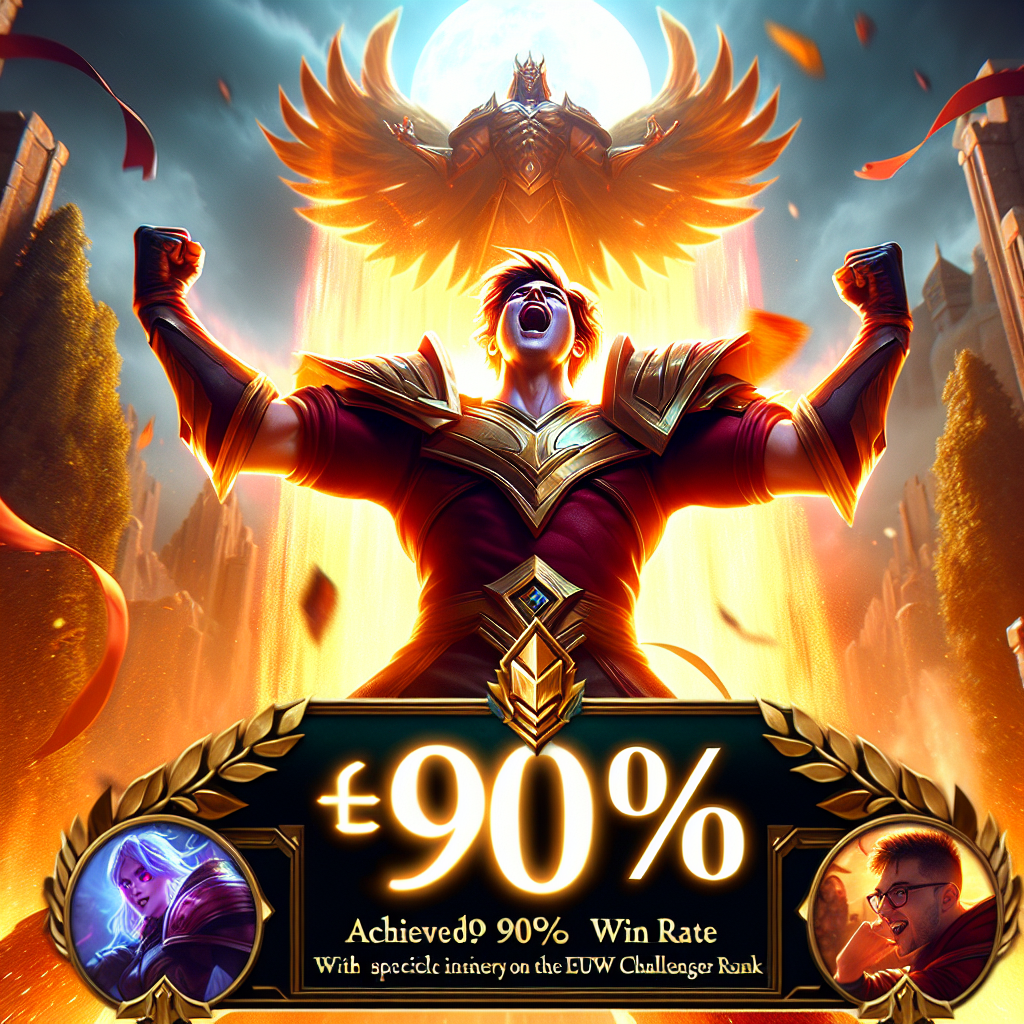 £90%
Achieved? 90% Win Rate
With specicle intinery on the EUW Challenger Rank